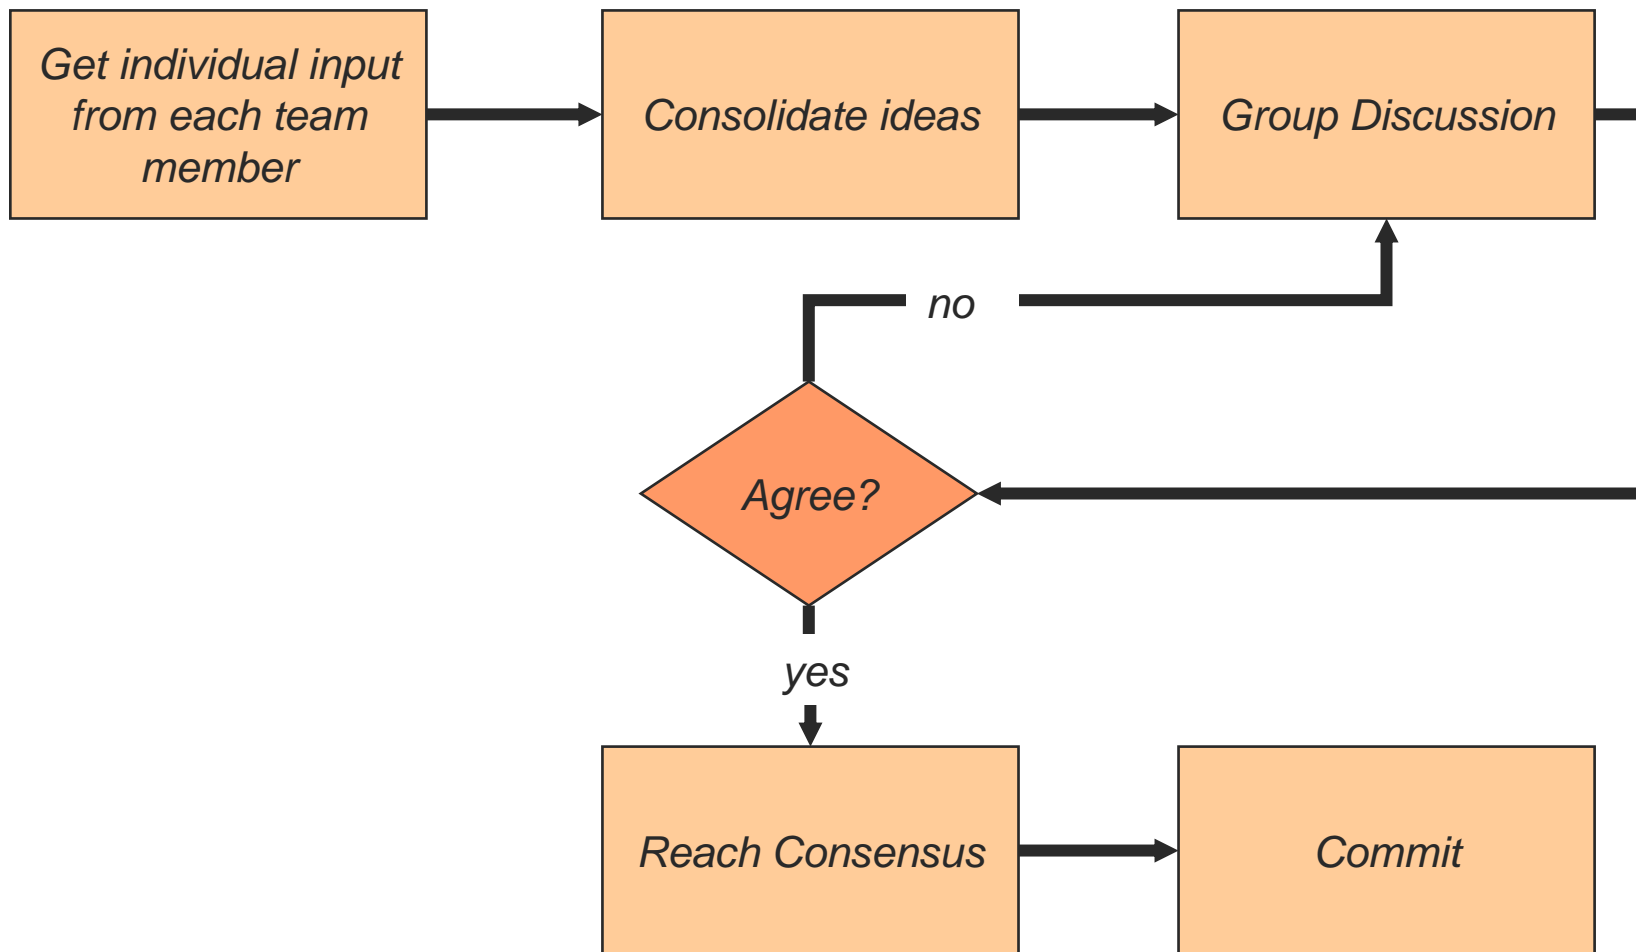 Get individual input
from each team
member
Consolidate ideas
Group Discussion
no
Agree?
yes
Reach Consensus
Commit